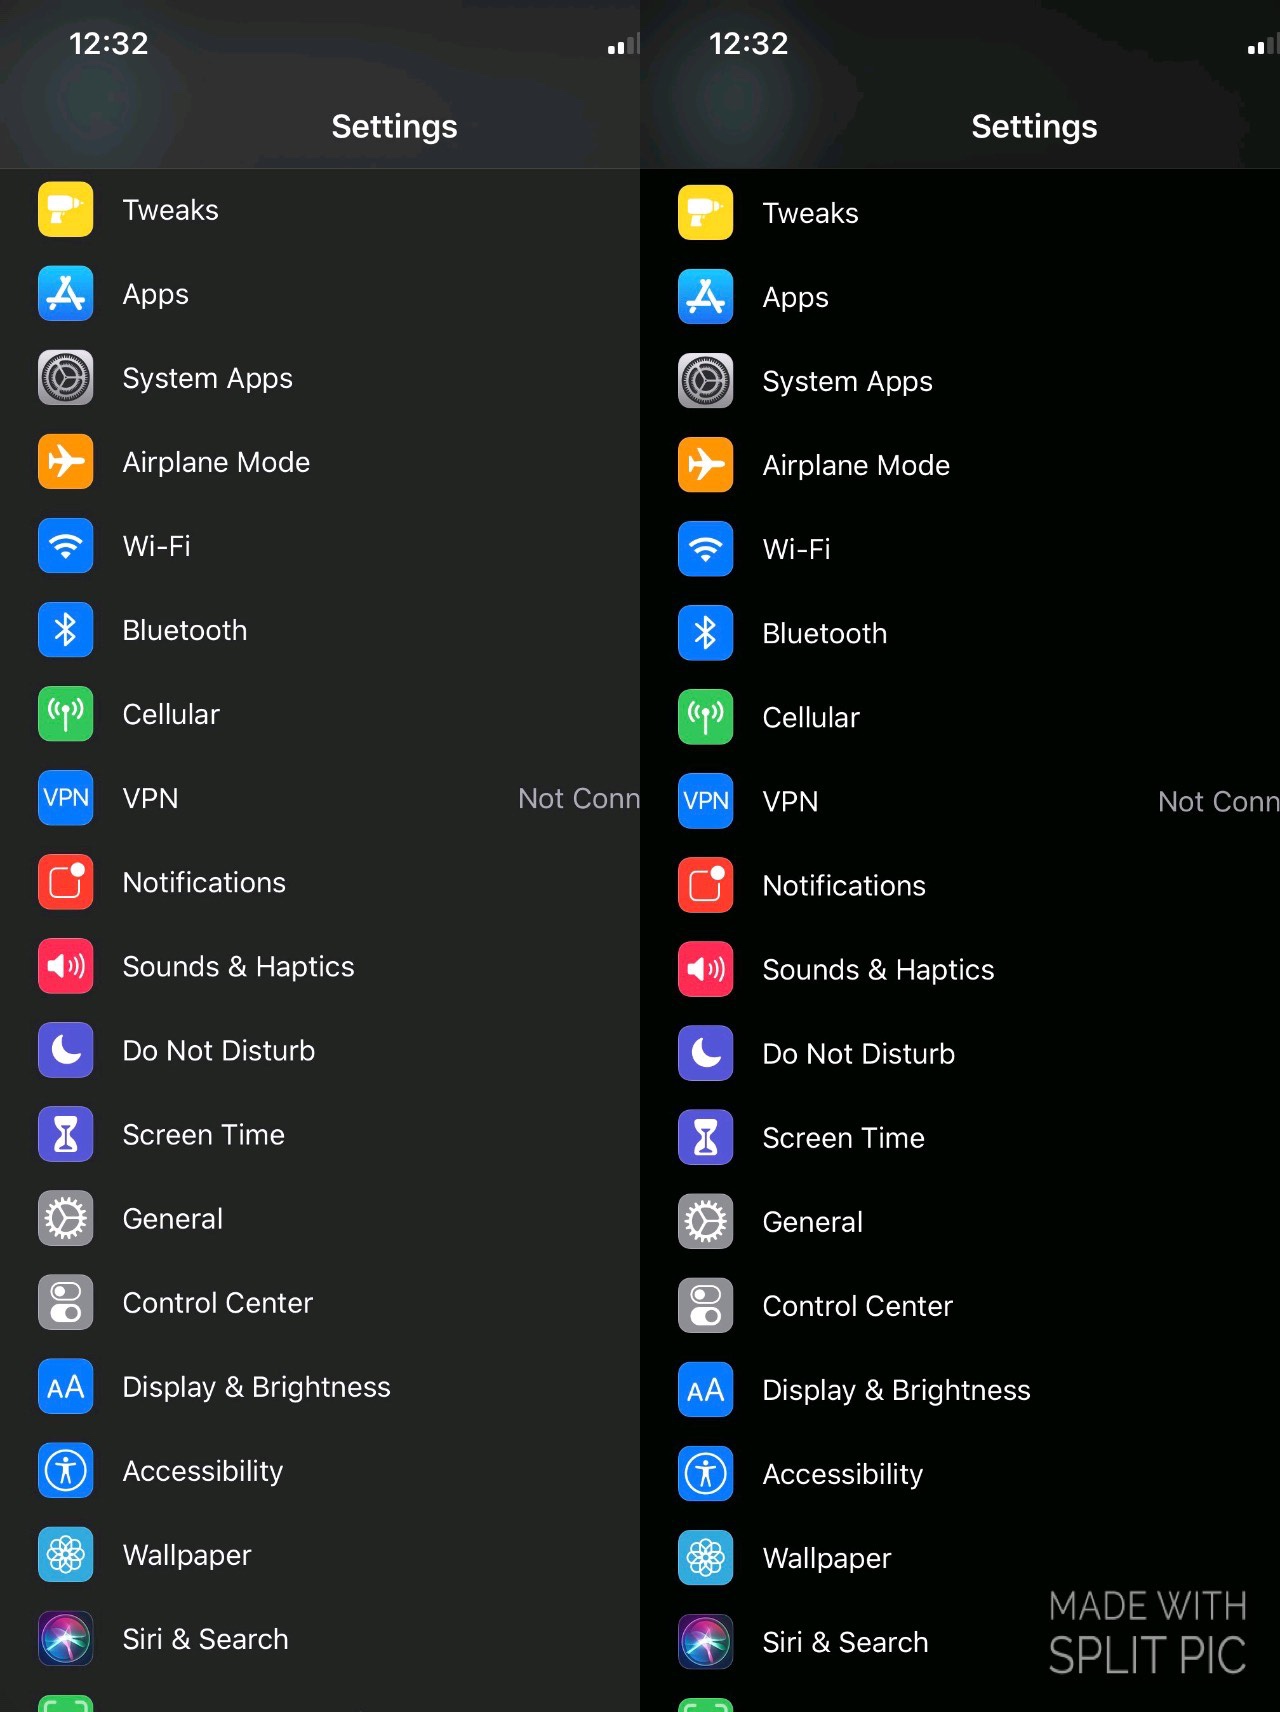 12:32
Settings
Tweaks
Apps
System Apps
Airplane Mode
Wi-Fi
Bluetooth
Cellular
VPN VPN Not Conn
Notifications
Sounds & Haptics
Do Not Disturb
Screen Time
General
Control Center
AA Display & Brightness
Accessibility
Wallpaper
Siri & Search
12:32
Settings
Tweaks
Apps
System Apps
Airplane Mode
Wi-Fi
Bluetooth
Cellular
VPN VPN Not Conn
Notifications
Sounds & Haptics
Do Not Disturb
Screen Time
General
Control Center
AA Display & Brightness
Accessibility
Wallpaper
Siri & Search
MADE WITH
SPLIT PIC